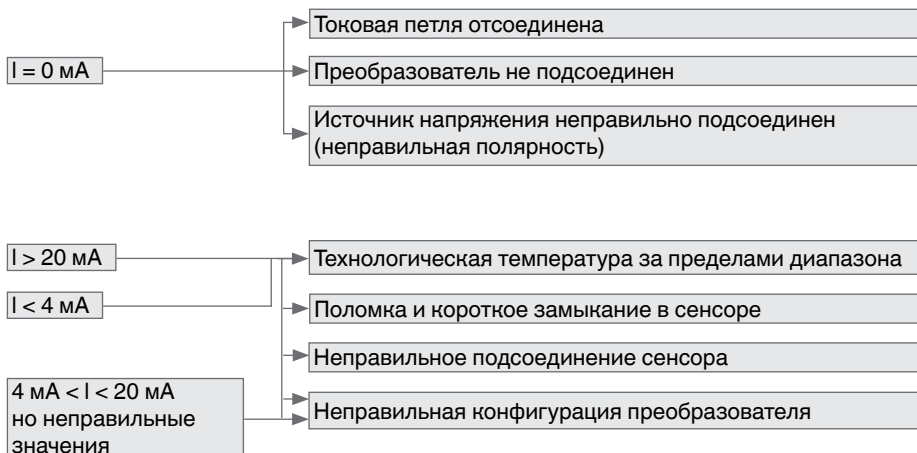 Токовая петля отсоединена
I = 0 мА
Преобразователь не подсоединен
Источник напряжения неправильно подсоединен
(неправильная полярность)
I > 20 мА
Технологическая температура за пределами диапазона
I < 4 мА
Поломка и короткое замыкание в сенсоре
Неправильное подсоединение сенсора
4 мА < I < 20 мА
но неправильные
значения
Неправильная конфигурация преобразователя